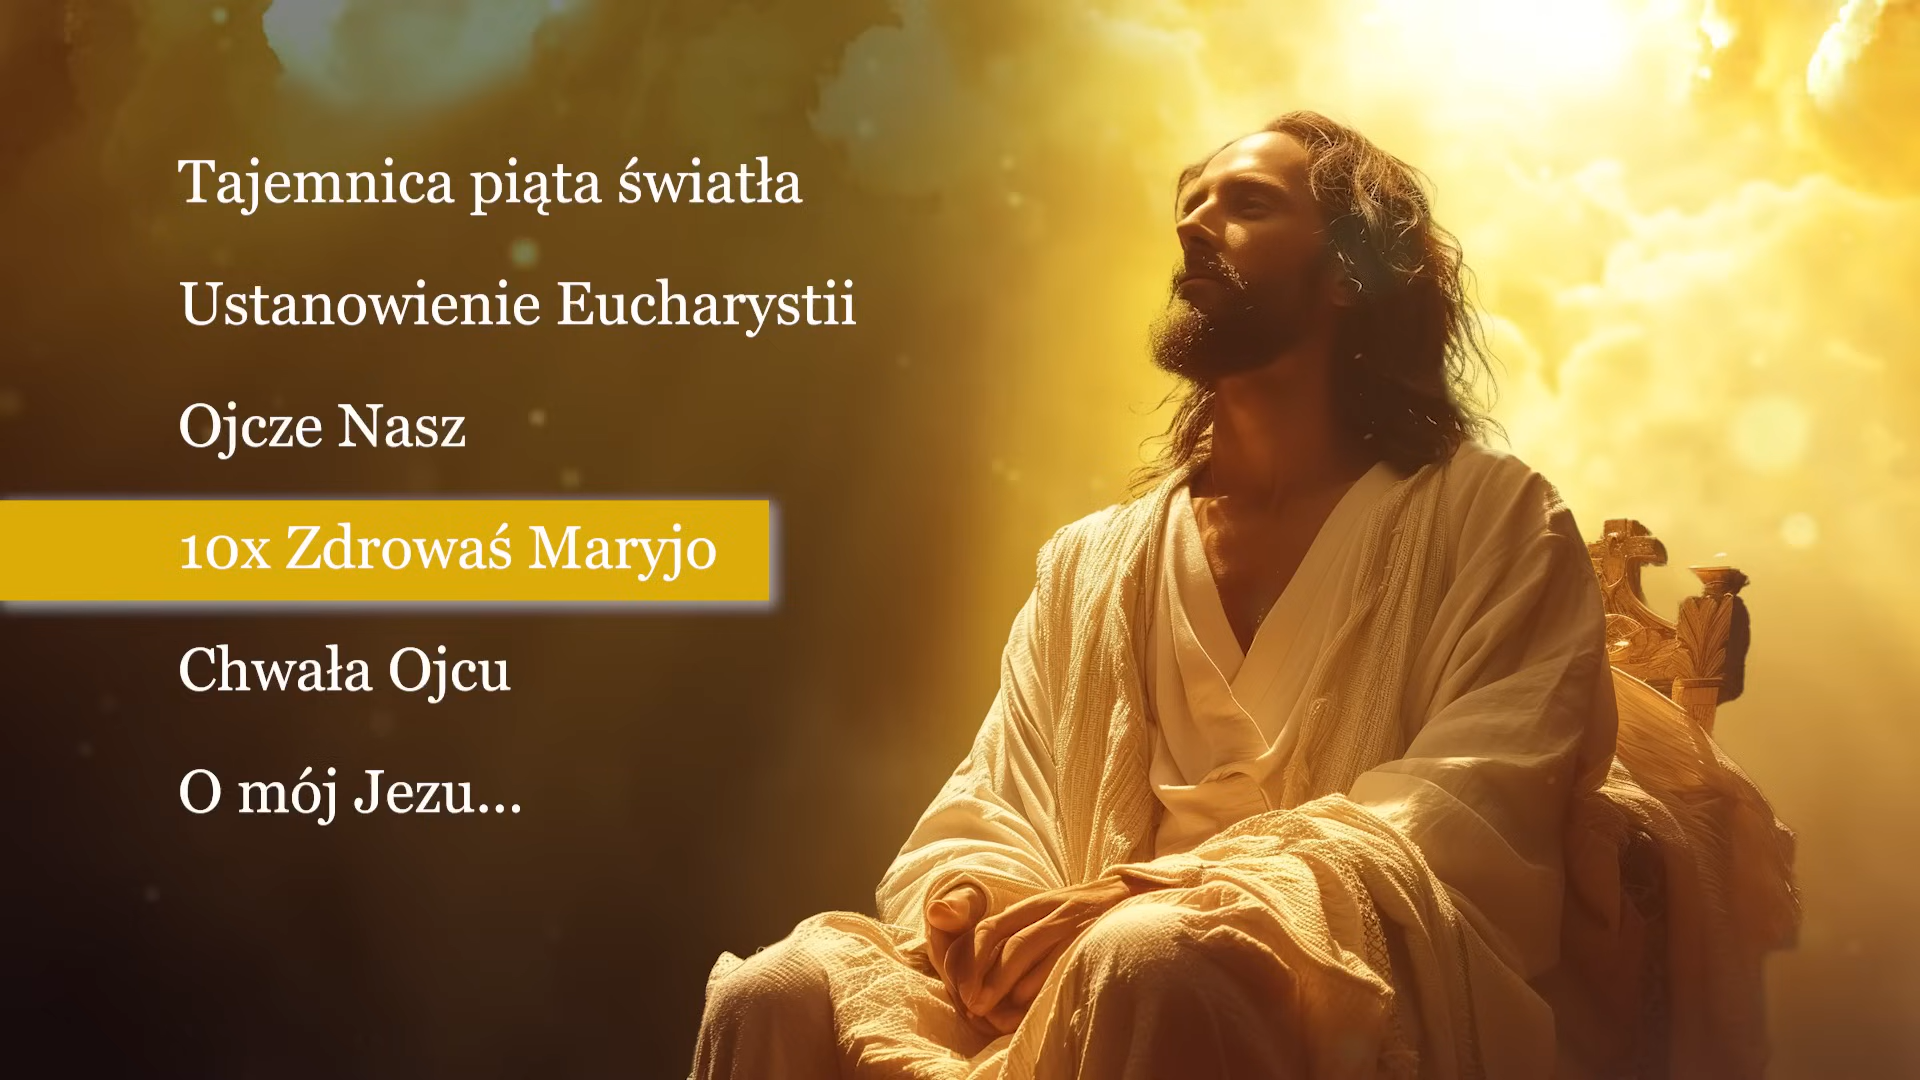 Tajemnica piąta światła
Ustanowienie Eucharystii
Ojcze Nasz
10x Zdrowaś Maryjo
Chwała Ojcu
O mój Jezu...